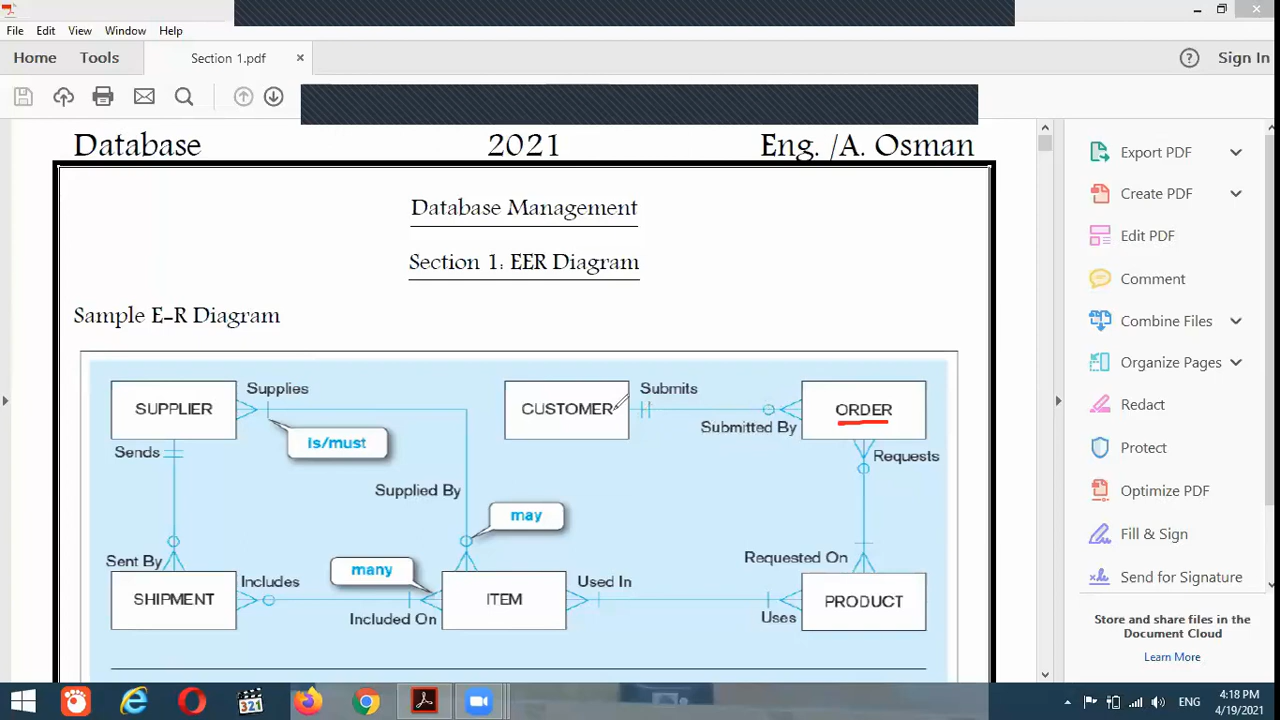 File Edit View Window Help
Home Tools Section 1.pdf × ? Sign In
Database 2021 Eng. /A. Osman
Database Management
Section 1: EER Diagram
Sample E-R Diagram
Supplies
Submits
SUPPLIER
CUSTOMER
ORDER
Submitted By
is/must
Sends
Requests
Supplied By
may
Sent By
many
Requested On
Includes
Used In
SHIPMENT
ITEM
PRODUCT
Included On
Uses
Export PDF
Create PDF
Edit PDF
Comment
Combine Files
Organize Pages
Redact
Protect
Optimize PDF
Fill & Sign
Send for Signature
Store and share files in the
Document Cloud
Learn More
321
ENG
4:18 PM
4/19/2021